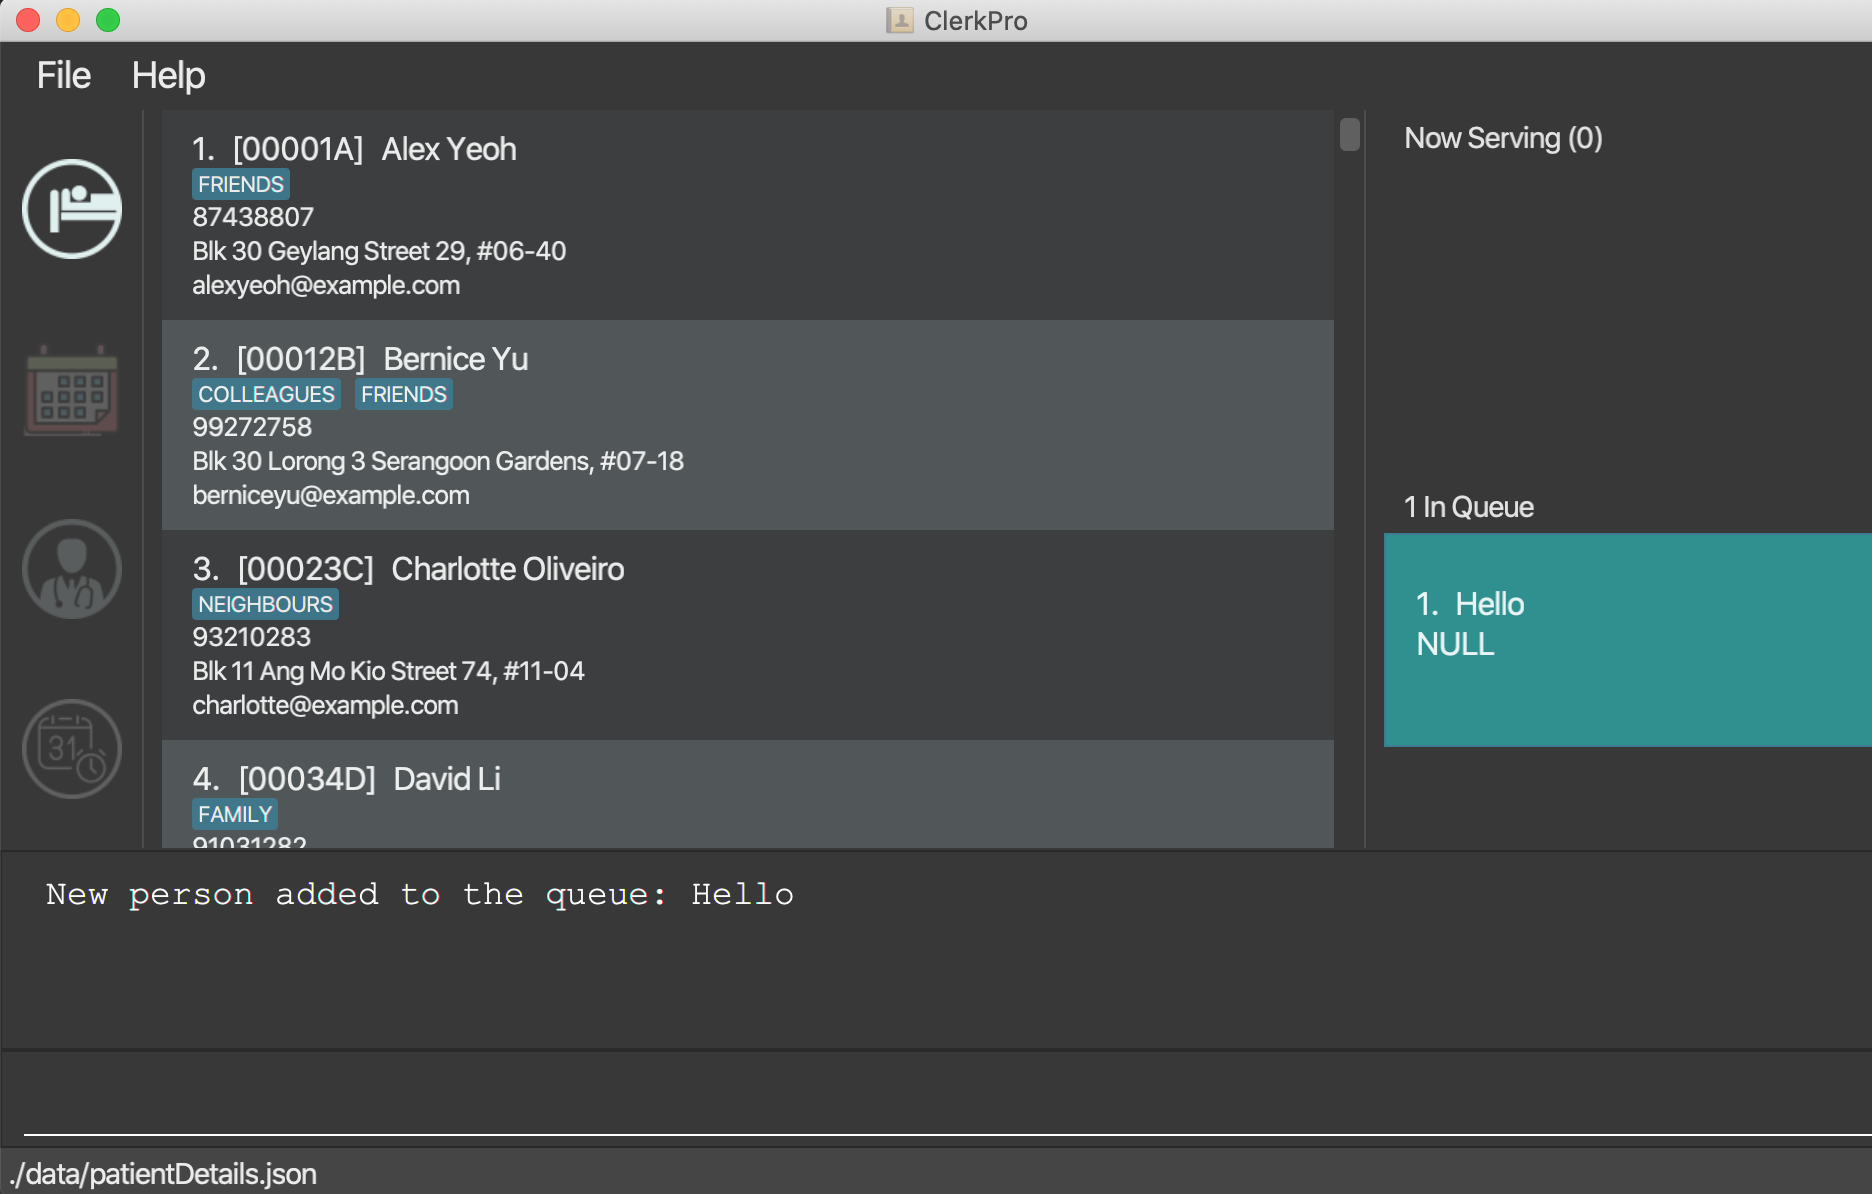 ClerkPro
File Help
1. [00001A] Alex Yeoh
FRIENDS
87438807
Blk 30 Geylang Street 29, #06-40
alexyeoh@example.com
2. [00012B] Bernice Yu
COLLEAGUES FRIENDS
99272758
Blk 30 Lorong 3 Serangoon Gardens, #07-18
berniceyu@example.com
3. [00023C] Charlotte Oliveiro
NEIGHBOURS
93210283
Blk 11 Ang Mo Kio Street 74, #11-04
charlotte@example.com
4. [00034D] David Li
FAMILY
91031282
31
Now Serving (0)
1 In Queue
1. Hello
NULL
New person added to the queue: Hello
./data/patientDetails.json